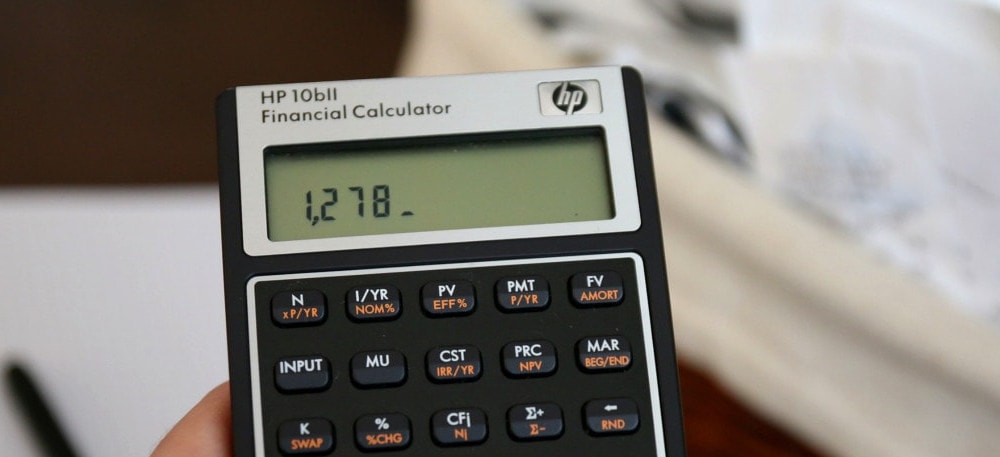 HP 10bII
Financial Calculator
hp
1,278_
N I/YR PV PMT FV
xP/YR NOM% EFF% P/YR AMORT
INPUT MU CST PRC MAR
IRR/YR NPV BEG/END
K % CFj Σ+ ←
SWAP %CHG Nj Σ- RND